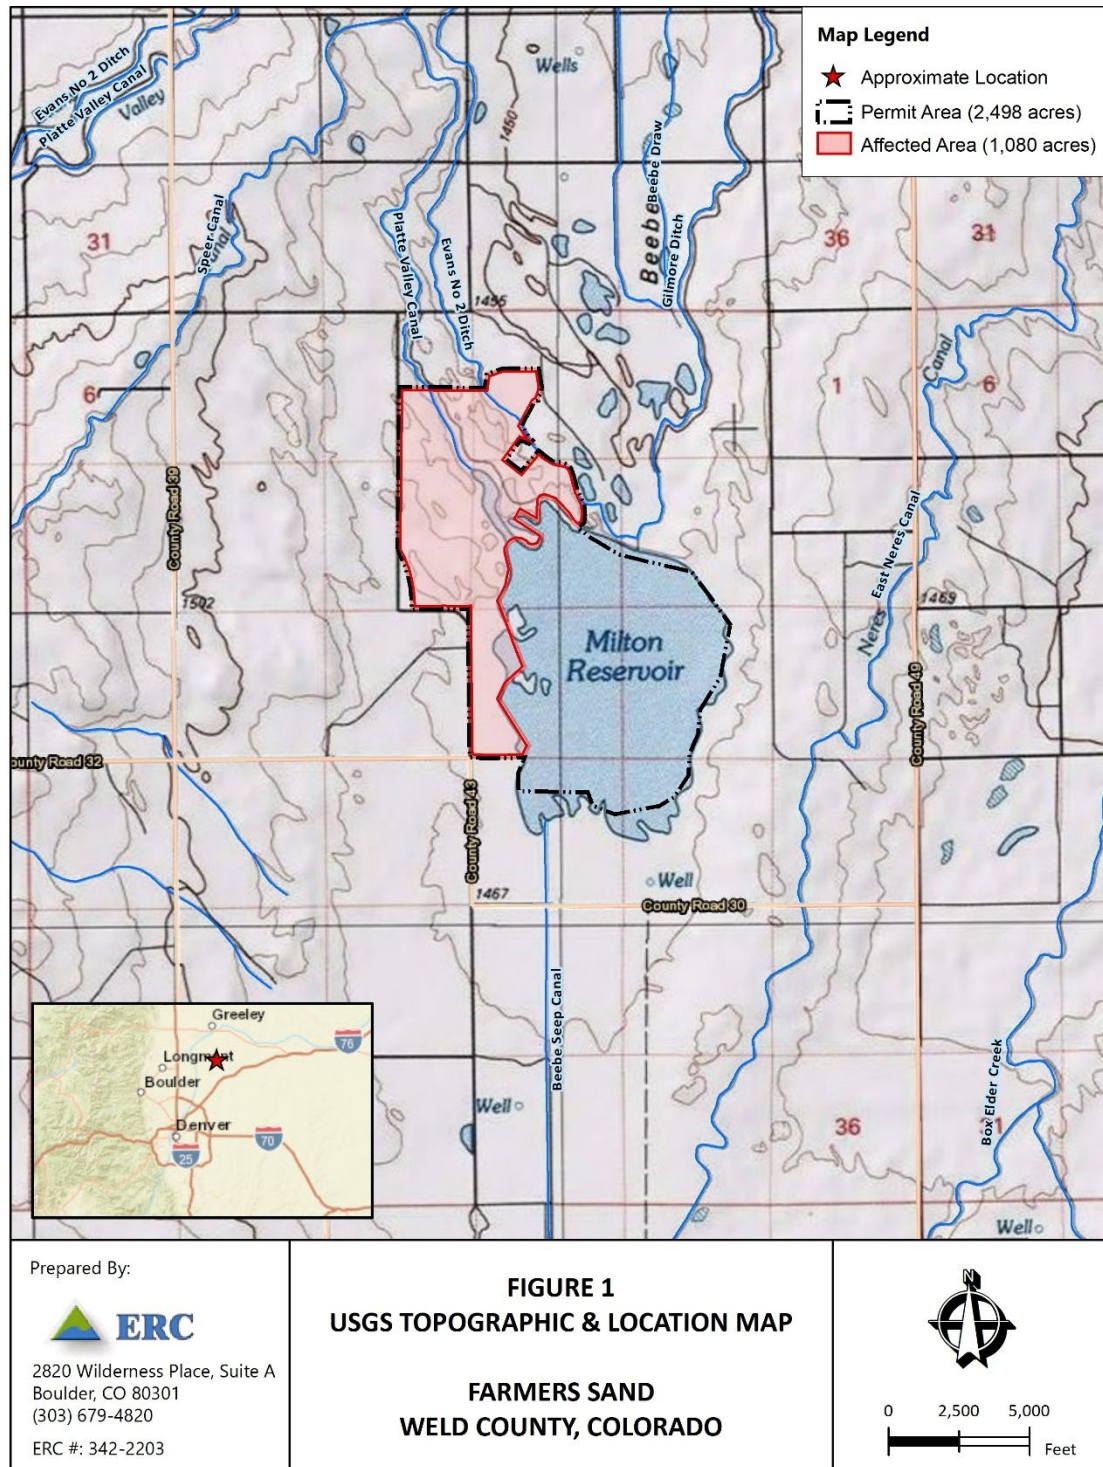 Map Legend
Approximate Location
Permit Area (2,498 acres)
Affected Area (1,080 acres)
Evans No 2 Ditch
Platte Valley Canal
Valley
Wells
1450
Beebe Draw
Beebe
Gilmore Ditch
Speer Canal
Canal
31
36
31
Platte Valley Canal
Evans No 2 Ditch
1455
Canal
6
1
6
County Road 39
East Neres Canal
Neres
1502
1469
Milton
Reservoir
County Road 49
ounty Road 32
County Road 43
Well
1467
County Road 30
Beebe Seep Canal
Well
36
Box Elder Creek
Well
Greeley
76
Longmont
Boulder
Denver
70
25
Prepared By:
ERC
2820 Wilderness Place, Suite A
Boulder, CO 80301
(303) 679-4820
ERC #: 342-2203
FIGURE 1
USGS TOPOGRAPHIC & LOCATION MAP
FARMERS SAND
WELD COUNTY, COLORADO
N
0 2,500 5,000
Feet